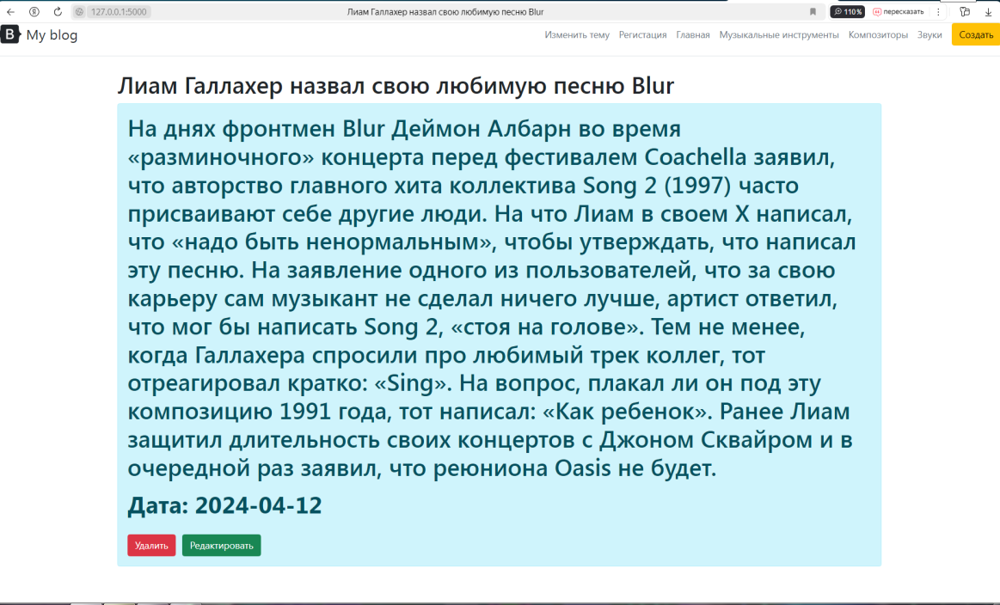 127.0.0.1:5000
Лиам Галлахер назвал свою любимую песню Blur
110%
пересказать
B My blog
Изменить тему Регистация Главная Музыкальные инструменты Композиторы Звуки Создать
Лиам Галлахер назвал свою любимую песню Blur
На днях фронтмен Blur Деймон Албарн во время
«разминочного» концерта перед фестивалем Coachella заявил,
что авторство главного хита коллектива Song 2 (1997) часто
присваивают себе другие люди. На что Лиам в своем X написал,
что «надо быть ненормальным», чтобы утверждать, что написал
эту песню. На заявление одного из пользователей, что за свою
карьеру сам музыкант не сделал ничего лучше, артист ответил,
что мог бы написать Song 2, «стоя на голове». Тем не менее,
когда Галлахера спросили про любимый трек коллег, тот
отреагировал кратко: «Sing». На вопрос, плакал ли он под эту
композицию 1991 года, тот написал: «Как ребенок». Ранее Лиам
защитил длительность своих концертов с Джоном Сквайром и в
очередной раз заявил, что реюниона Oasis не будет.
Дата: 2024-04-12
Удалить Редактировать